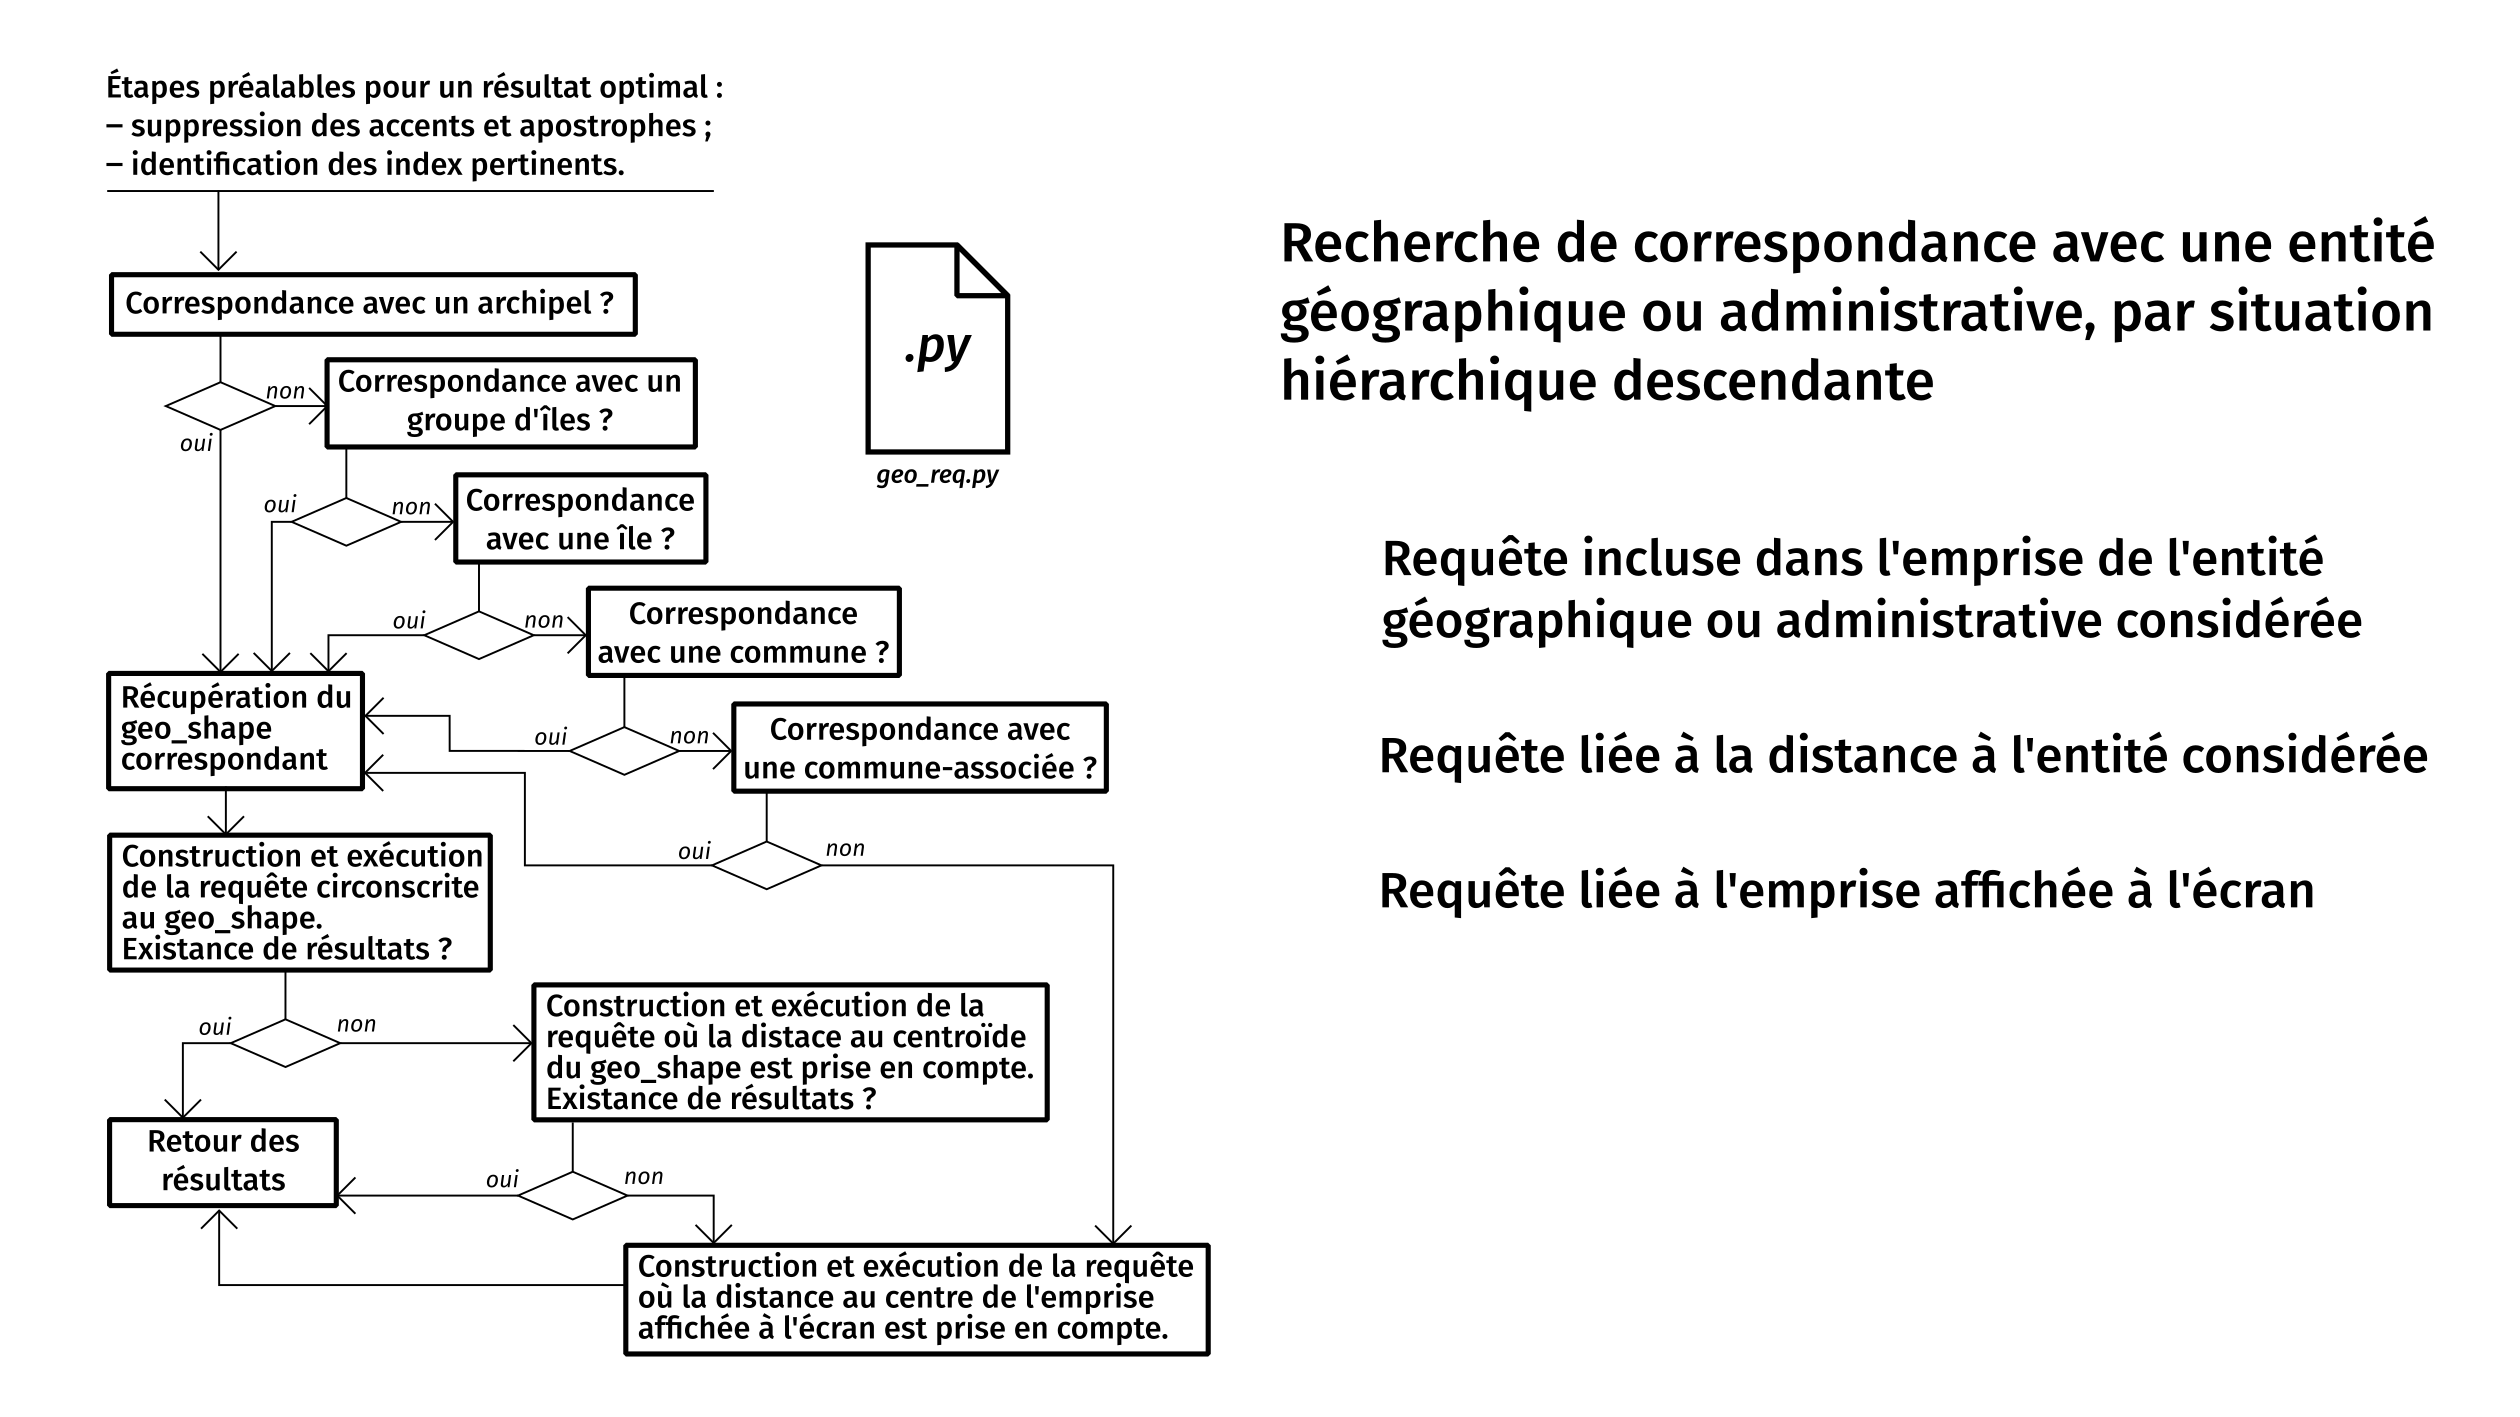 Étapes préalables pour un résultat optimal :
– suppression des accents et apostrophes ;
– identification des index pertinents.
Correspondance avec un archipel ?
non
oui
Correspondance avec un
groupe d'îles ?
oui
non
Correspondance
avec une île ?
oui
non
Correspondance
avec une commune ?
oui
non
Correspondance avec
une commune-associée ?
oui
non
Récupération du
geo_shape
correspondant
Construction et exécution
de la requête circonscrite
au geo_shape.
Existance de résultats ?
oui
non
Construction et exécution de la
requête où la distace au centroïde
du geo_shape est prise en compte.
Existance de résultats ?
oui
non
Retour des
résultats
Construction et exécution de la requête
où la distance au centre de l'emprise
affichée à l'écran est prise en compte.
.py
geo_req.py
Recherche de correspondance avec une entité
géographique ou administrative, par situation
hiérarchique descendante
Requête incluse dans l'emprise de l'entité
géographique ou administrative considérée
Requête liée à la distance à l'entité considérée
Requête liée à l'emprise affichée à l'écran